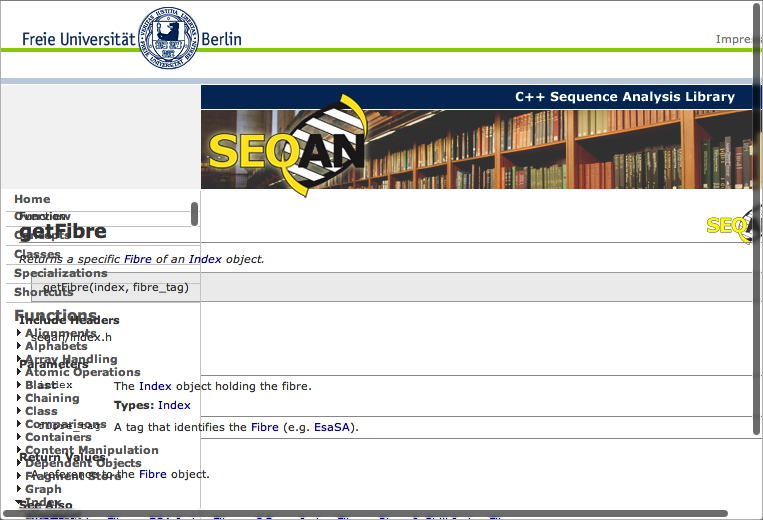 Freie Universität Berlin
C++ Sequence Analysis Library
SEQAN
Home
Overview
Function
getFibre
Concepts
Classes
Returns a specific Fibre of an Index object.
Specializations
getFibre(index, fibre_tag)
Shortcuts
Functions
Include Headers
Alignments
seqan/index.h
Alphabets
Array Handling
Parameters
Atomic Operations
Blast
index
The Index object holding the fibre.
Chaining
Types: Index
Class
Comparisons
A tag that identifies the Fibre (e.g. EsaSA).
Containers
Content Manipulation
Return Values
Dependent Objects
A reference to the Fibre object.
Fragment Store
Graph
Index
See Also